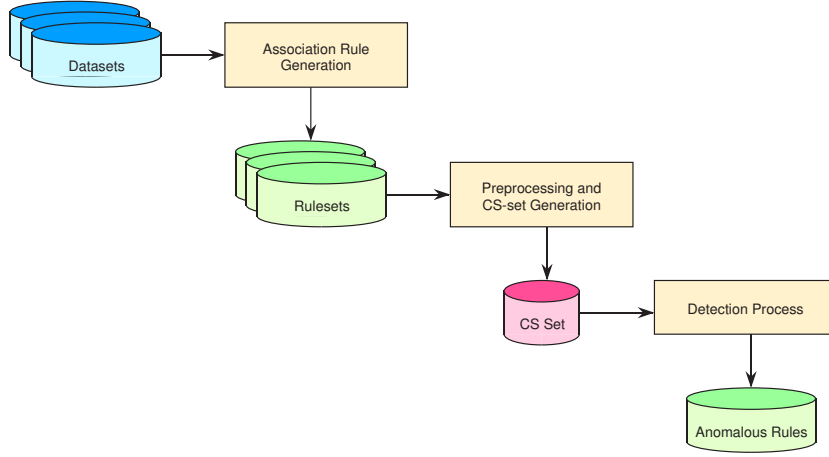 Datasets
Association Rule
Generation
Rulesets
Preprocessing and
CS-set Generation
CS Set
Detection Process
Anomalous Rules